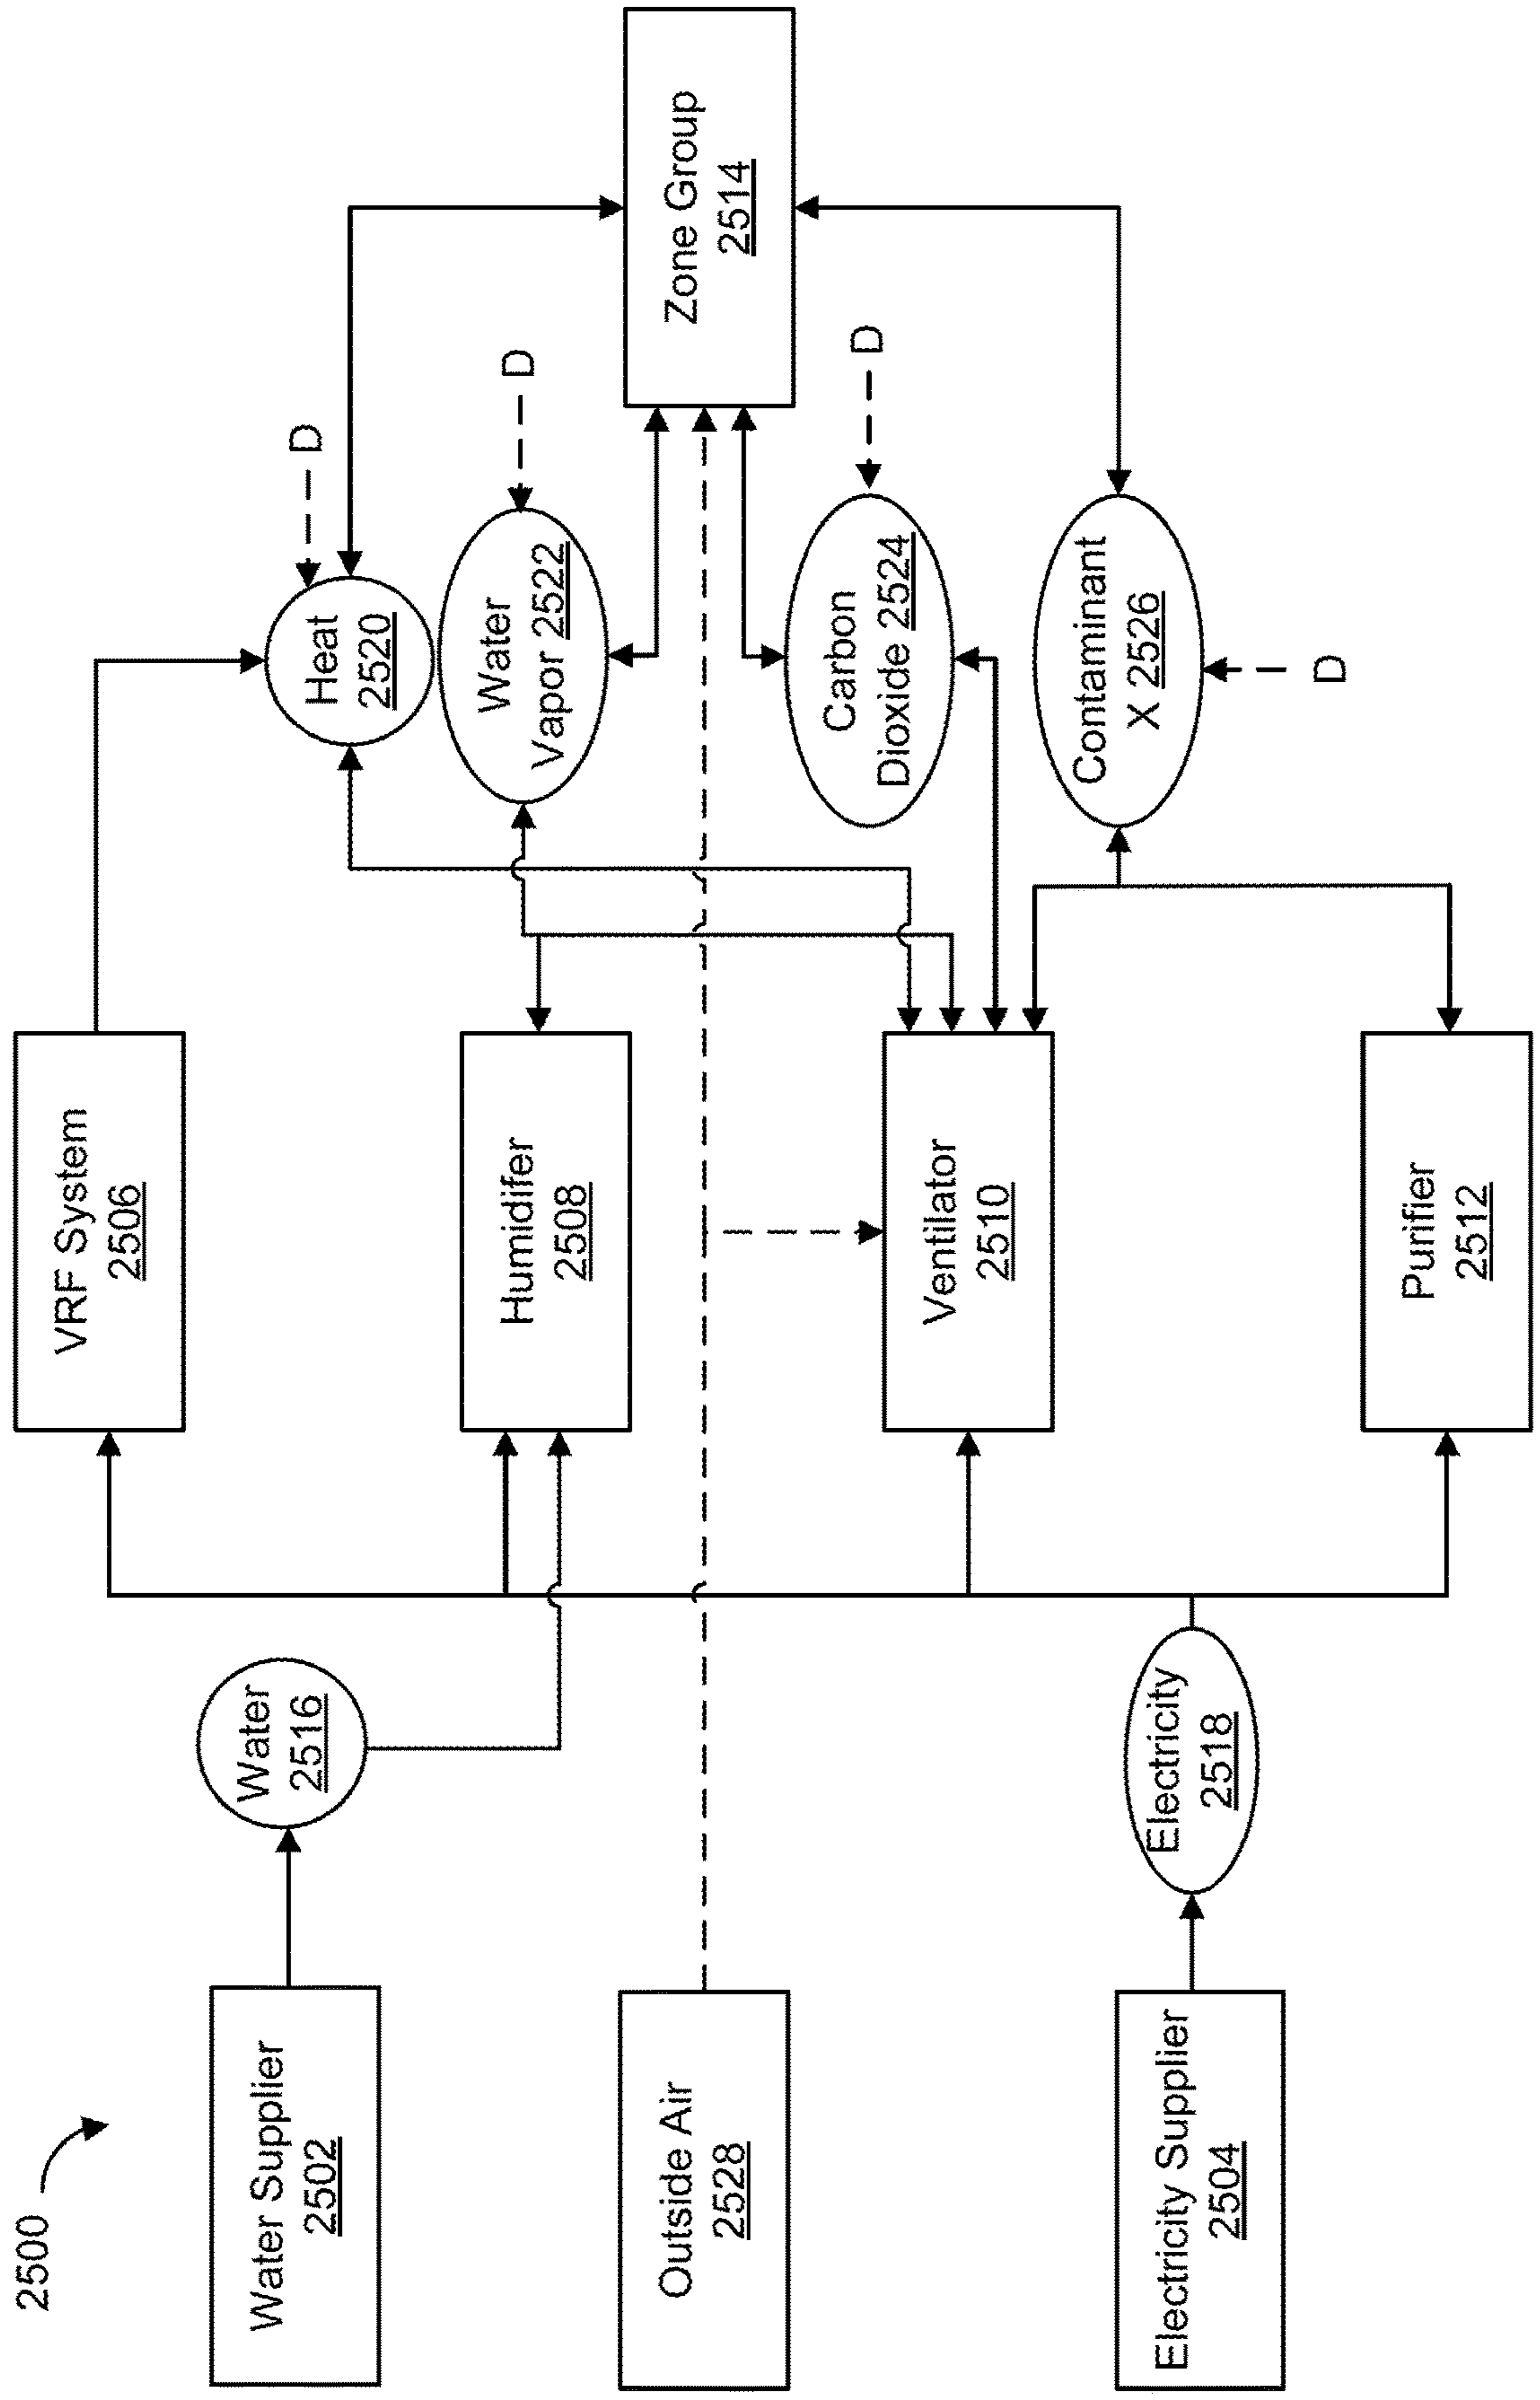 2500
Water Supplier
2502
Outside Air
2528
Electricity Supplier
2504
Water
2516
Electricity
2518
VRF System
2506
Humidifer
2508
Ventilator
2510
Purifier
2512
Heat
2520
D
Water
Vapor 2522
D
Carbon
Dioxide 2524
D
Contaminant
X 2526
D
Zone Group
2514